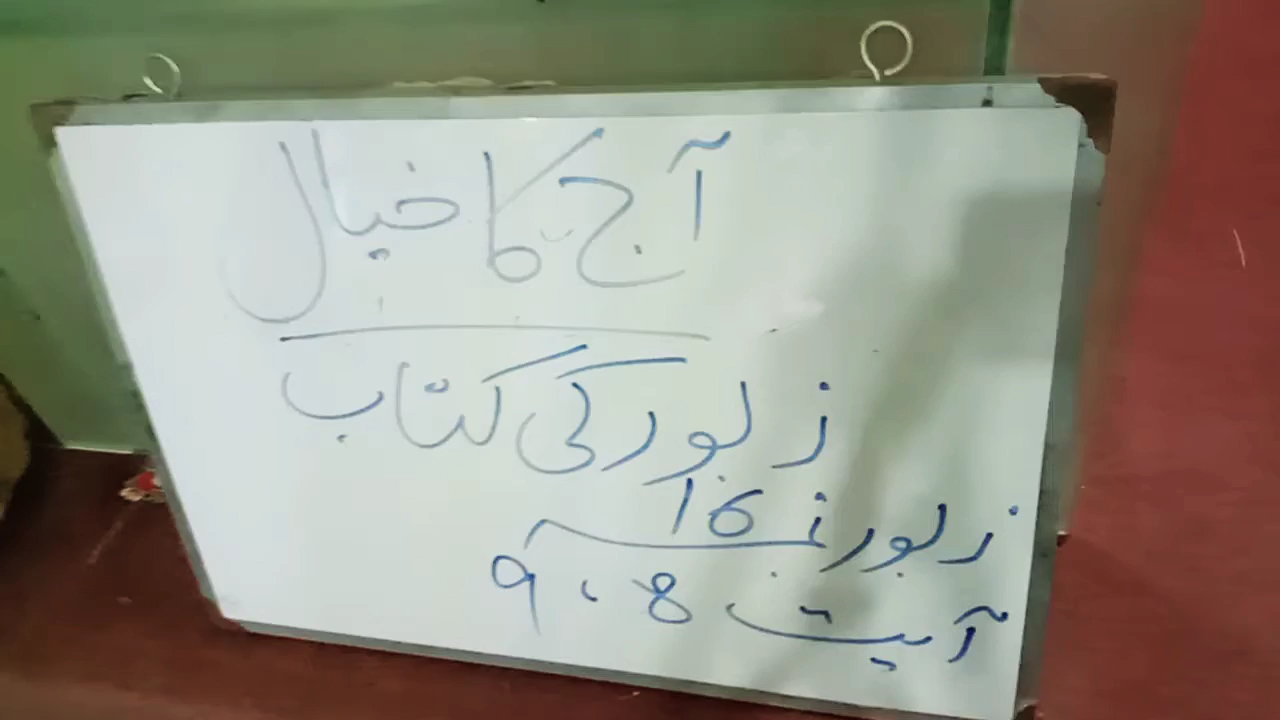 آج کا خیال
زبور کی کتاب
زبور نمبر 16
آیت 8، 9